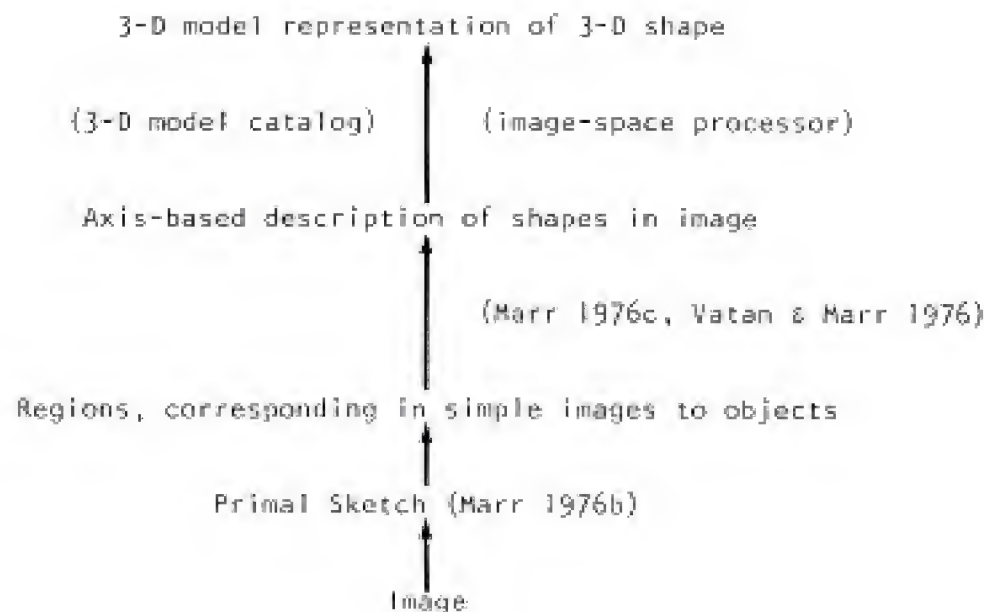 3-D model representation of 3-D shape
(3-D model catalog) (image-space processor)
Axis-based description of shapes in image
(Marr 1976c, Vatan & Marr 1976)
Regions, corresponding in simple images to objects
Primal Sketch (Marr 1976b)
Image